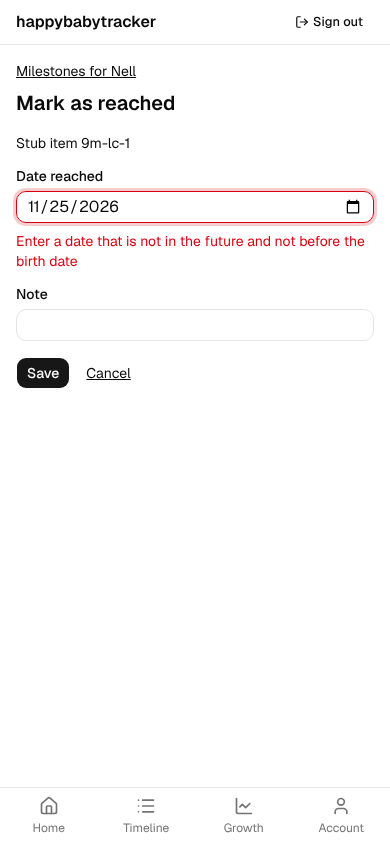 happybabytracker
Sign out
Milestones for Nell
Mark as reached
Stub item 9m-lc-1
Date reached
11/25/2026
Enter a date that is not in the future and not before the
birth date
Note
Save
Cancel
Home
Timeline
Growth
Account